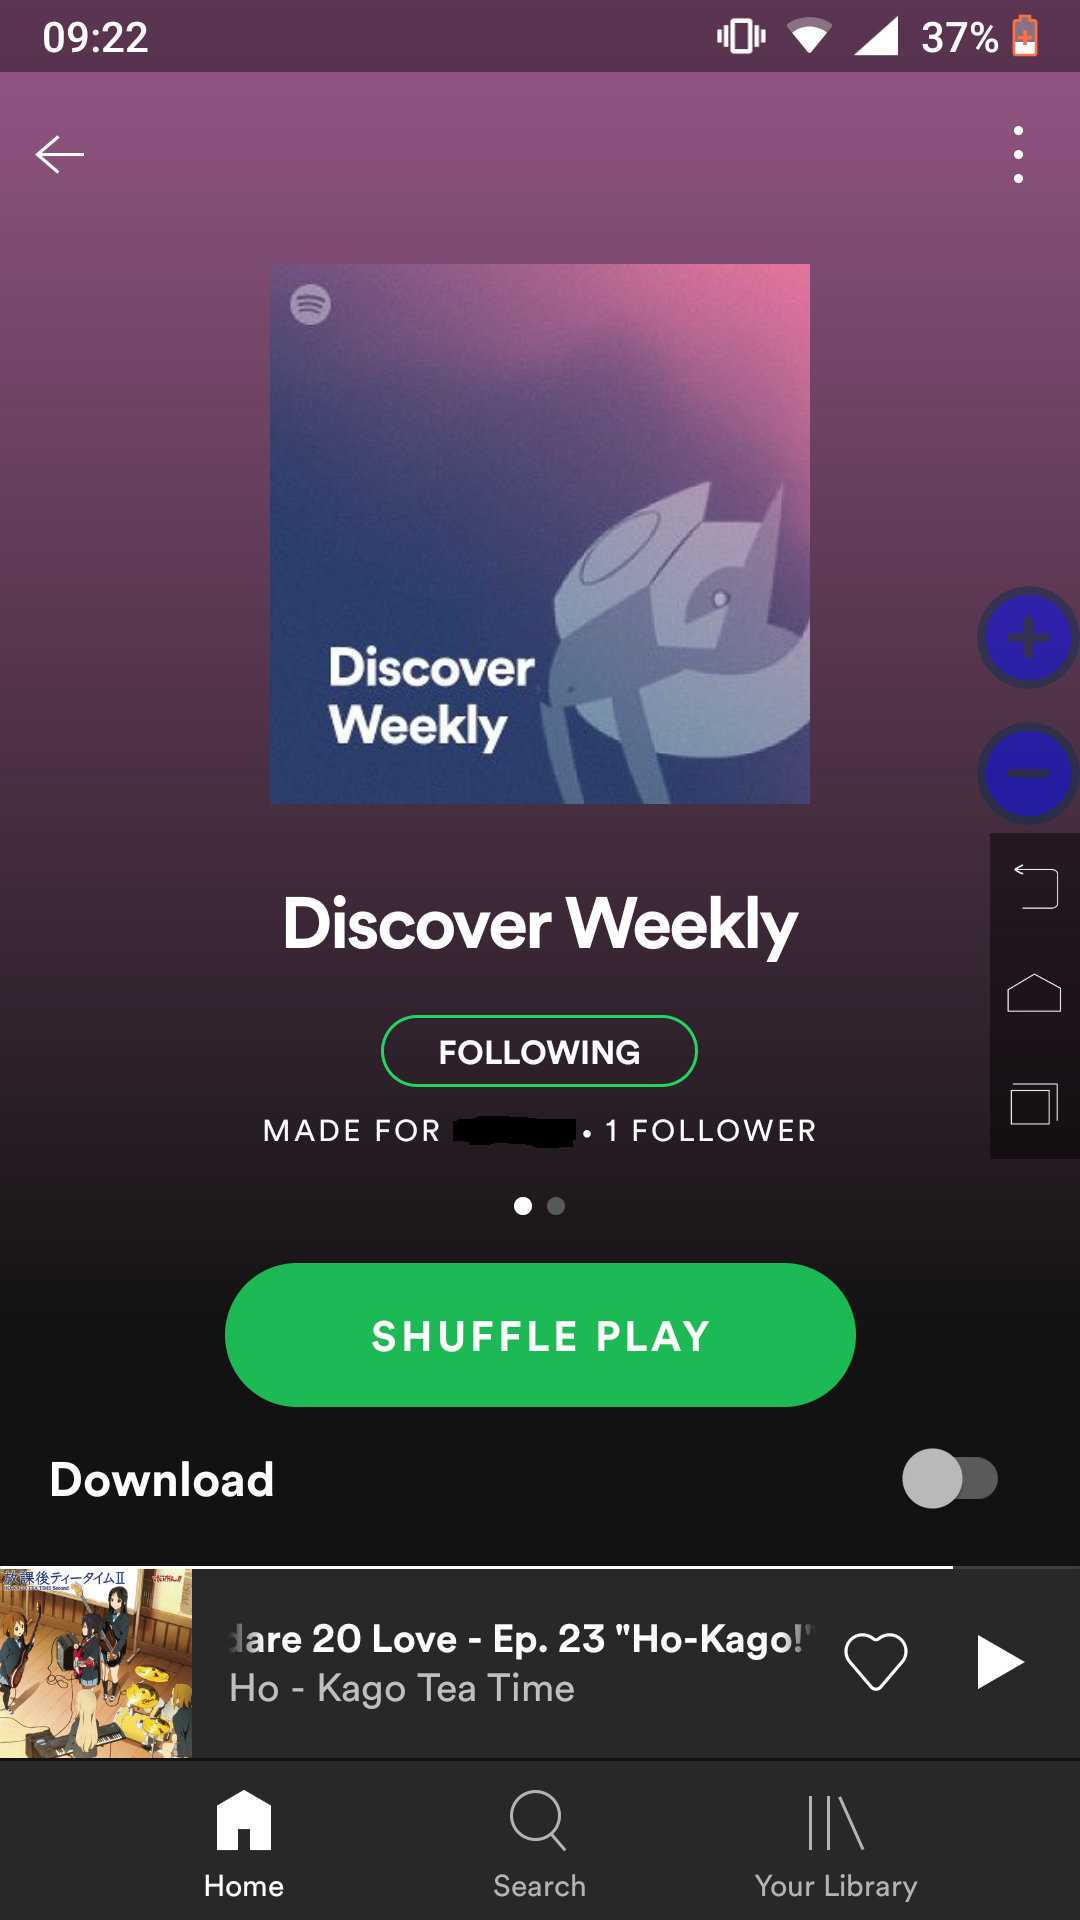 09:22
37%
Discover
Weekly
Discover Weekly
FOLLOWING
MADE FOR • 1 FOLLOWER
SHUFFLE PLAY
Download
放課後ティータイムII
dare 20 Love - Ep. 23 "Ho-Kago!"
Ho - Kago Tea Time
Home
Search
Your Library